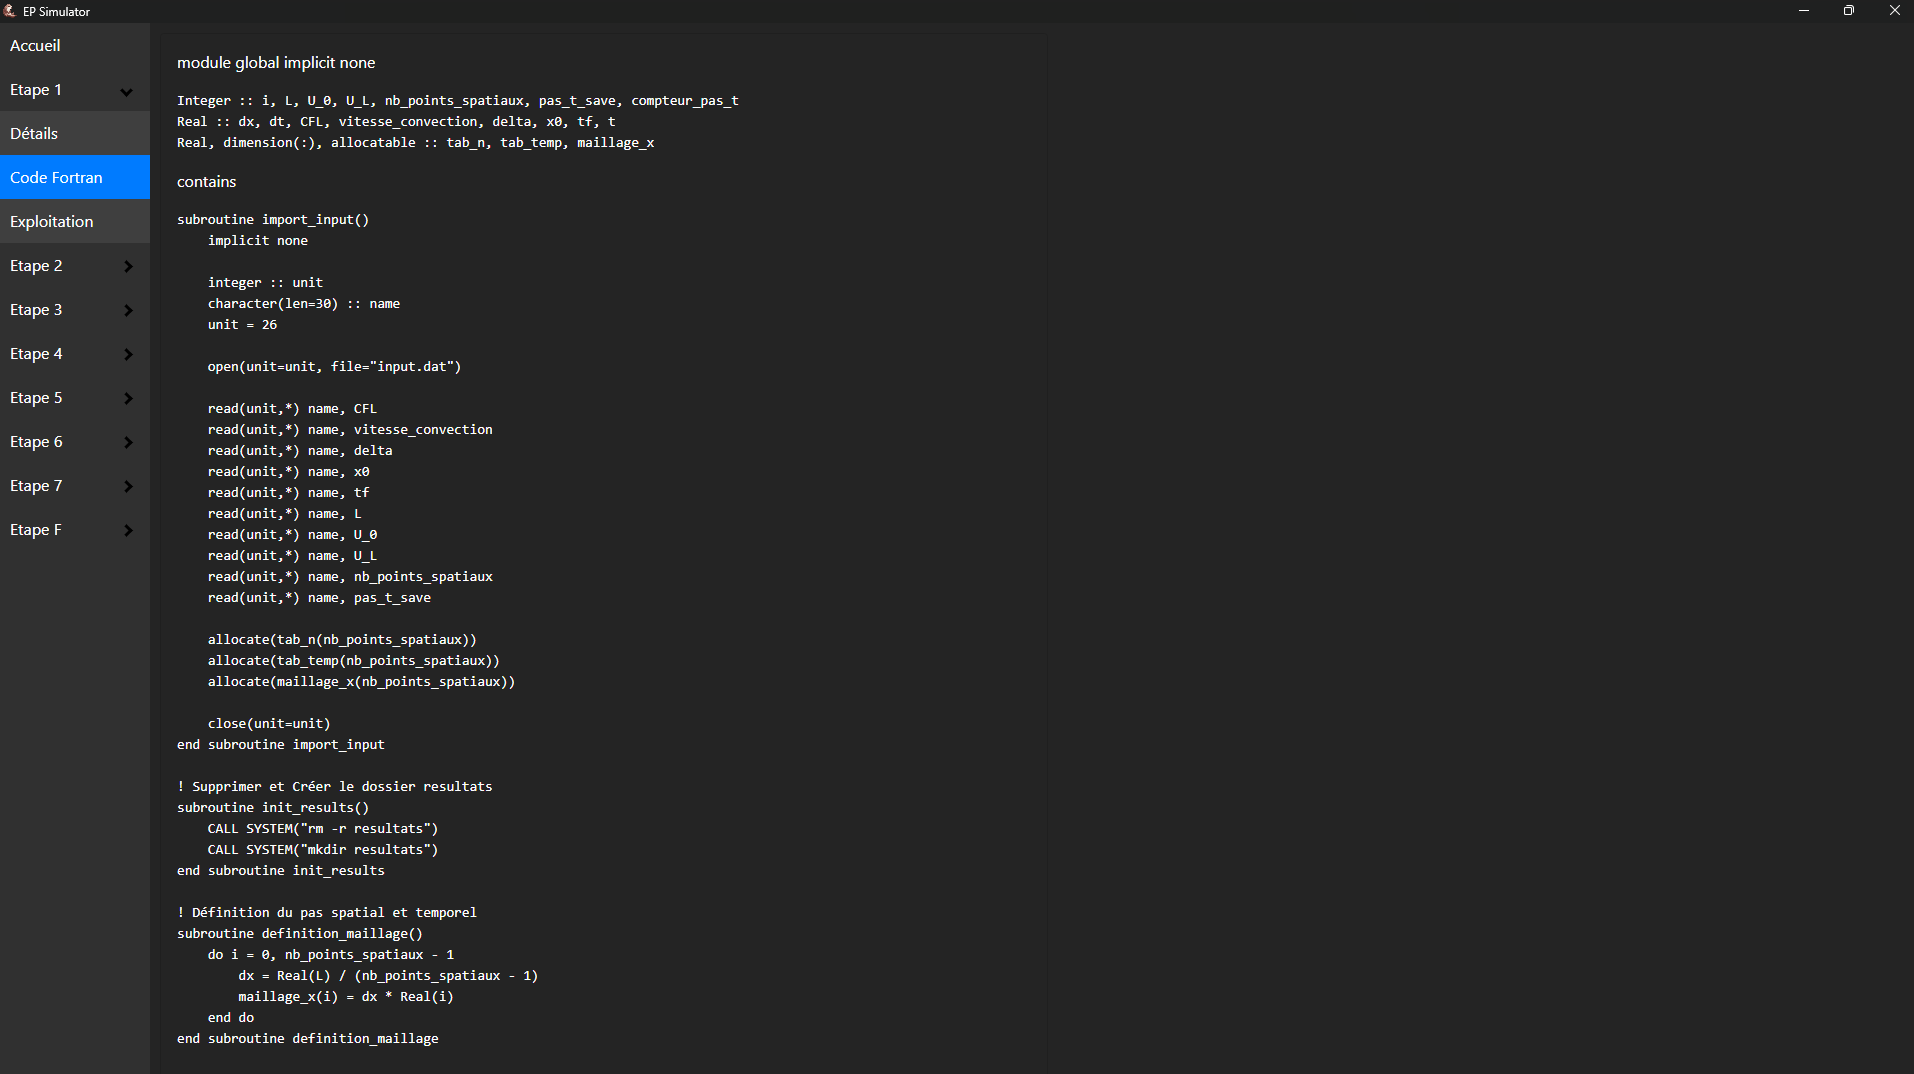 EP Simulator
Accueil
Etape 1
Détails
Code Fortran
Exploitation
Etape 2
Etape 3
Etape 4
Etape 5
Etape 6
Etape 7
Etape F
module global implicit none
Integer :: i, L, U_0, U_L, nb_points_spatiaux, pas_t_save, compteur_pas_t
Real :: dx, dt, CFL, vitesse_convection, delta, x0, tf, t
Real, dimension(:), allocatable :: tab_n, tab_temp, maillage_x
contains
subroutine import_input()
    implicit none
    integer :: unit
    character(len=30) :: name
    unit = 26
    open(unit=unit, file="input.dat")
    read(unit,*) name, CFL
    read(unit,*) name, vitesse_convection
    read(unit,*) name, delta
    read(unit,*) name, x0
    read(unit,*) name, tf
    read(unit,*) name, L
    read(unit,*) name, U_0
    read(unit,*) name, U_L
    read(unit,*) name, nb_points_spatiaux
    read(unit,*) name, pas_t_save
    allocate(tab_n(nb_points_spatiaux))
    allocate(tab_temp(nb_points_spatiaux))
    allocate(maillage_x(nb_points_spatiaux))
    close(unit=unit)
end subroutine import_input
! Supprimer et Créer le dossier resultats
subroutine init_results()
    CALL SYSTEM("rm -r resultats")
    CALL SYSTEM("mkdir resultats")
end subroutine init_results
! Définition du pas spatial et temporel
subroutine definition_maillage()
    do i = 0, nb_points_spatiaux - 1
        dx = Real(L) / (nb_points_spatiaux - 1)
        maillage_x(i) = dx * Real(i)
    end do
end subroutine definition_maillage